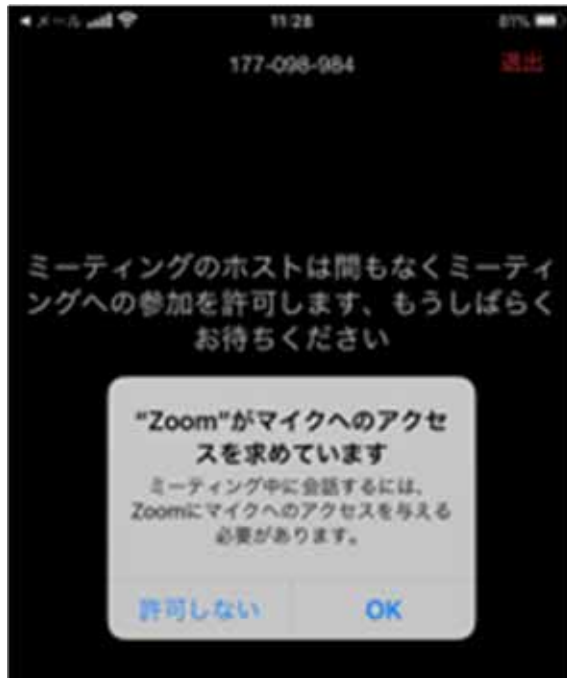 メール 11:28 81%
177-098-984 退出
ミーティングのホストは間もなくミーティ
ングへの参加を許可します、もうしばらく
お待ちください
“Zoom”がマイクへのアクセ
スを求めています
ミーティング中に会話するには、
Zoomにマイクへのアクセスを与える
必要があります。
許可しない OK